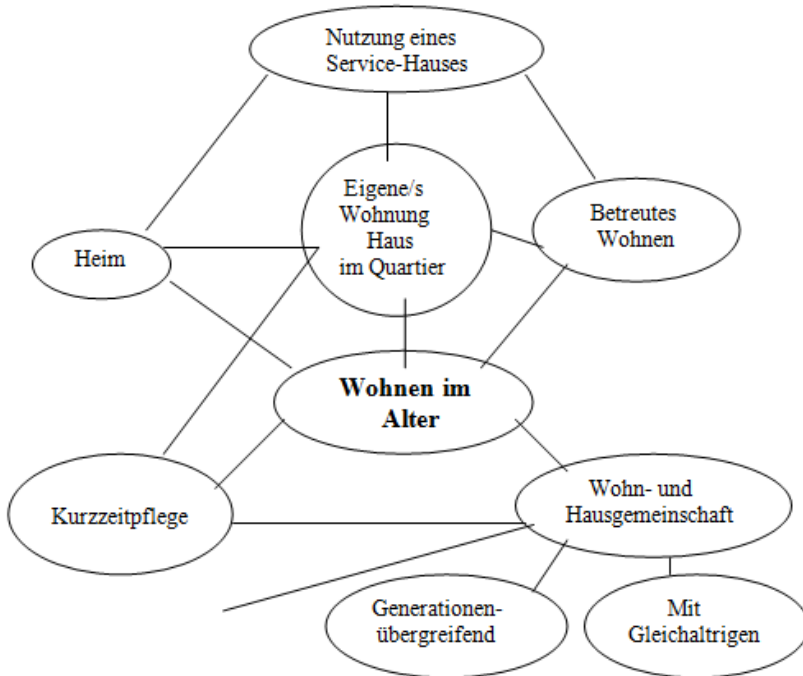 Nutzung eines
Service-Hauses
Eigene/s
Wohnung
Haus
im Quartier
Betreutes
Wohnen
Heim
Wohnen im
Alter
Kurzzeitpflege
Wohn- und
Hausgemeinschaft
Generationen-
übergreifend
Mit
Gleichaltrigen